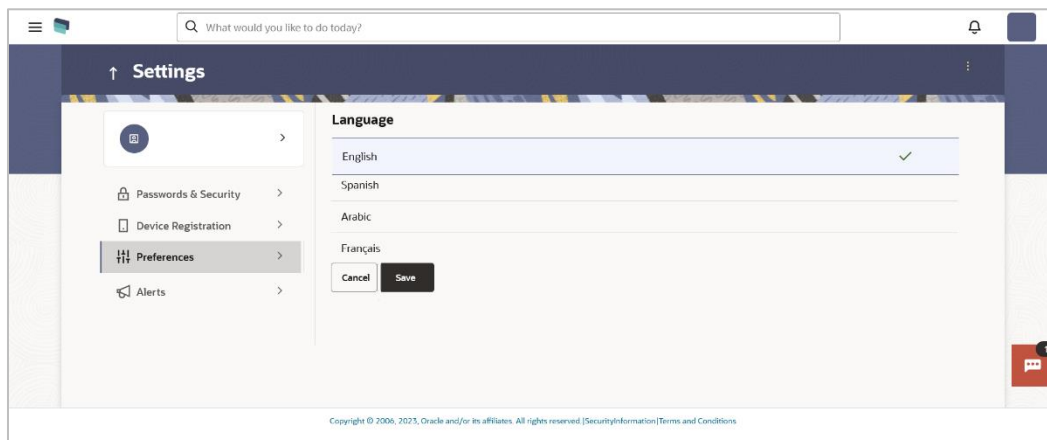 What would you like to do today?
Settings
Passwords & Security
Device Registration
Preferences
Alerts
Language
English
Spanish
Arabic
Français
Cancel
Save
Copyright © 2006, 2023, Oracle and/or its affiliates. All rights reserved.|SecurityInformation|Terms and Conditions